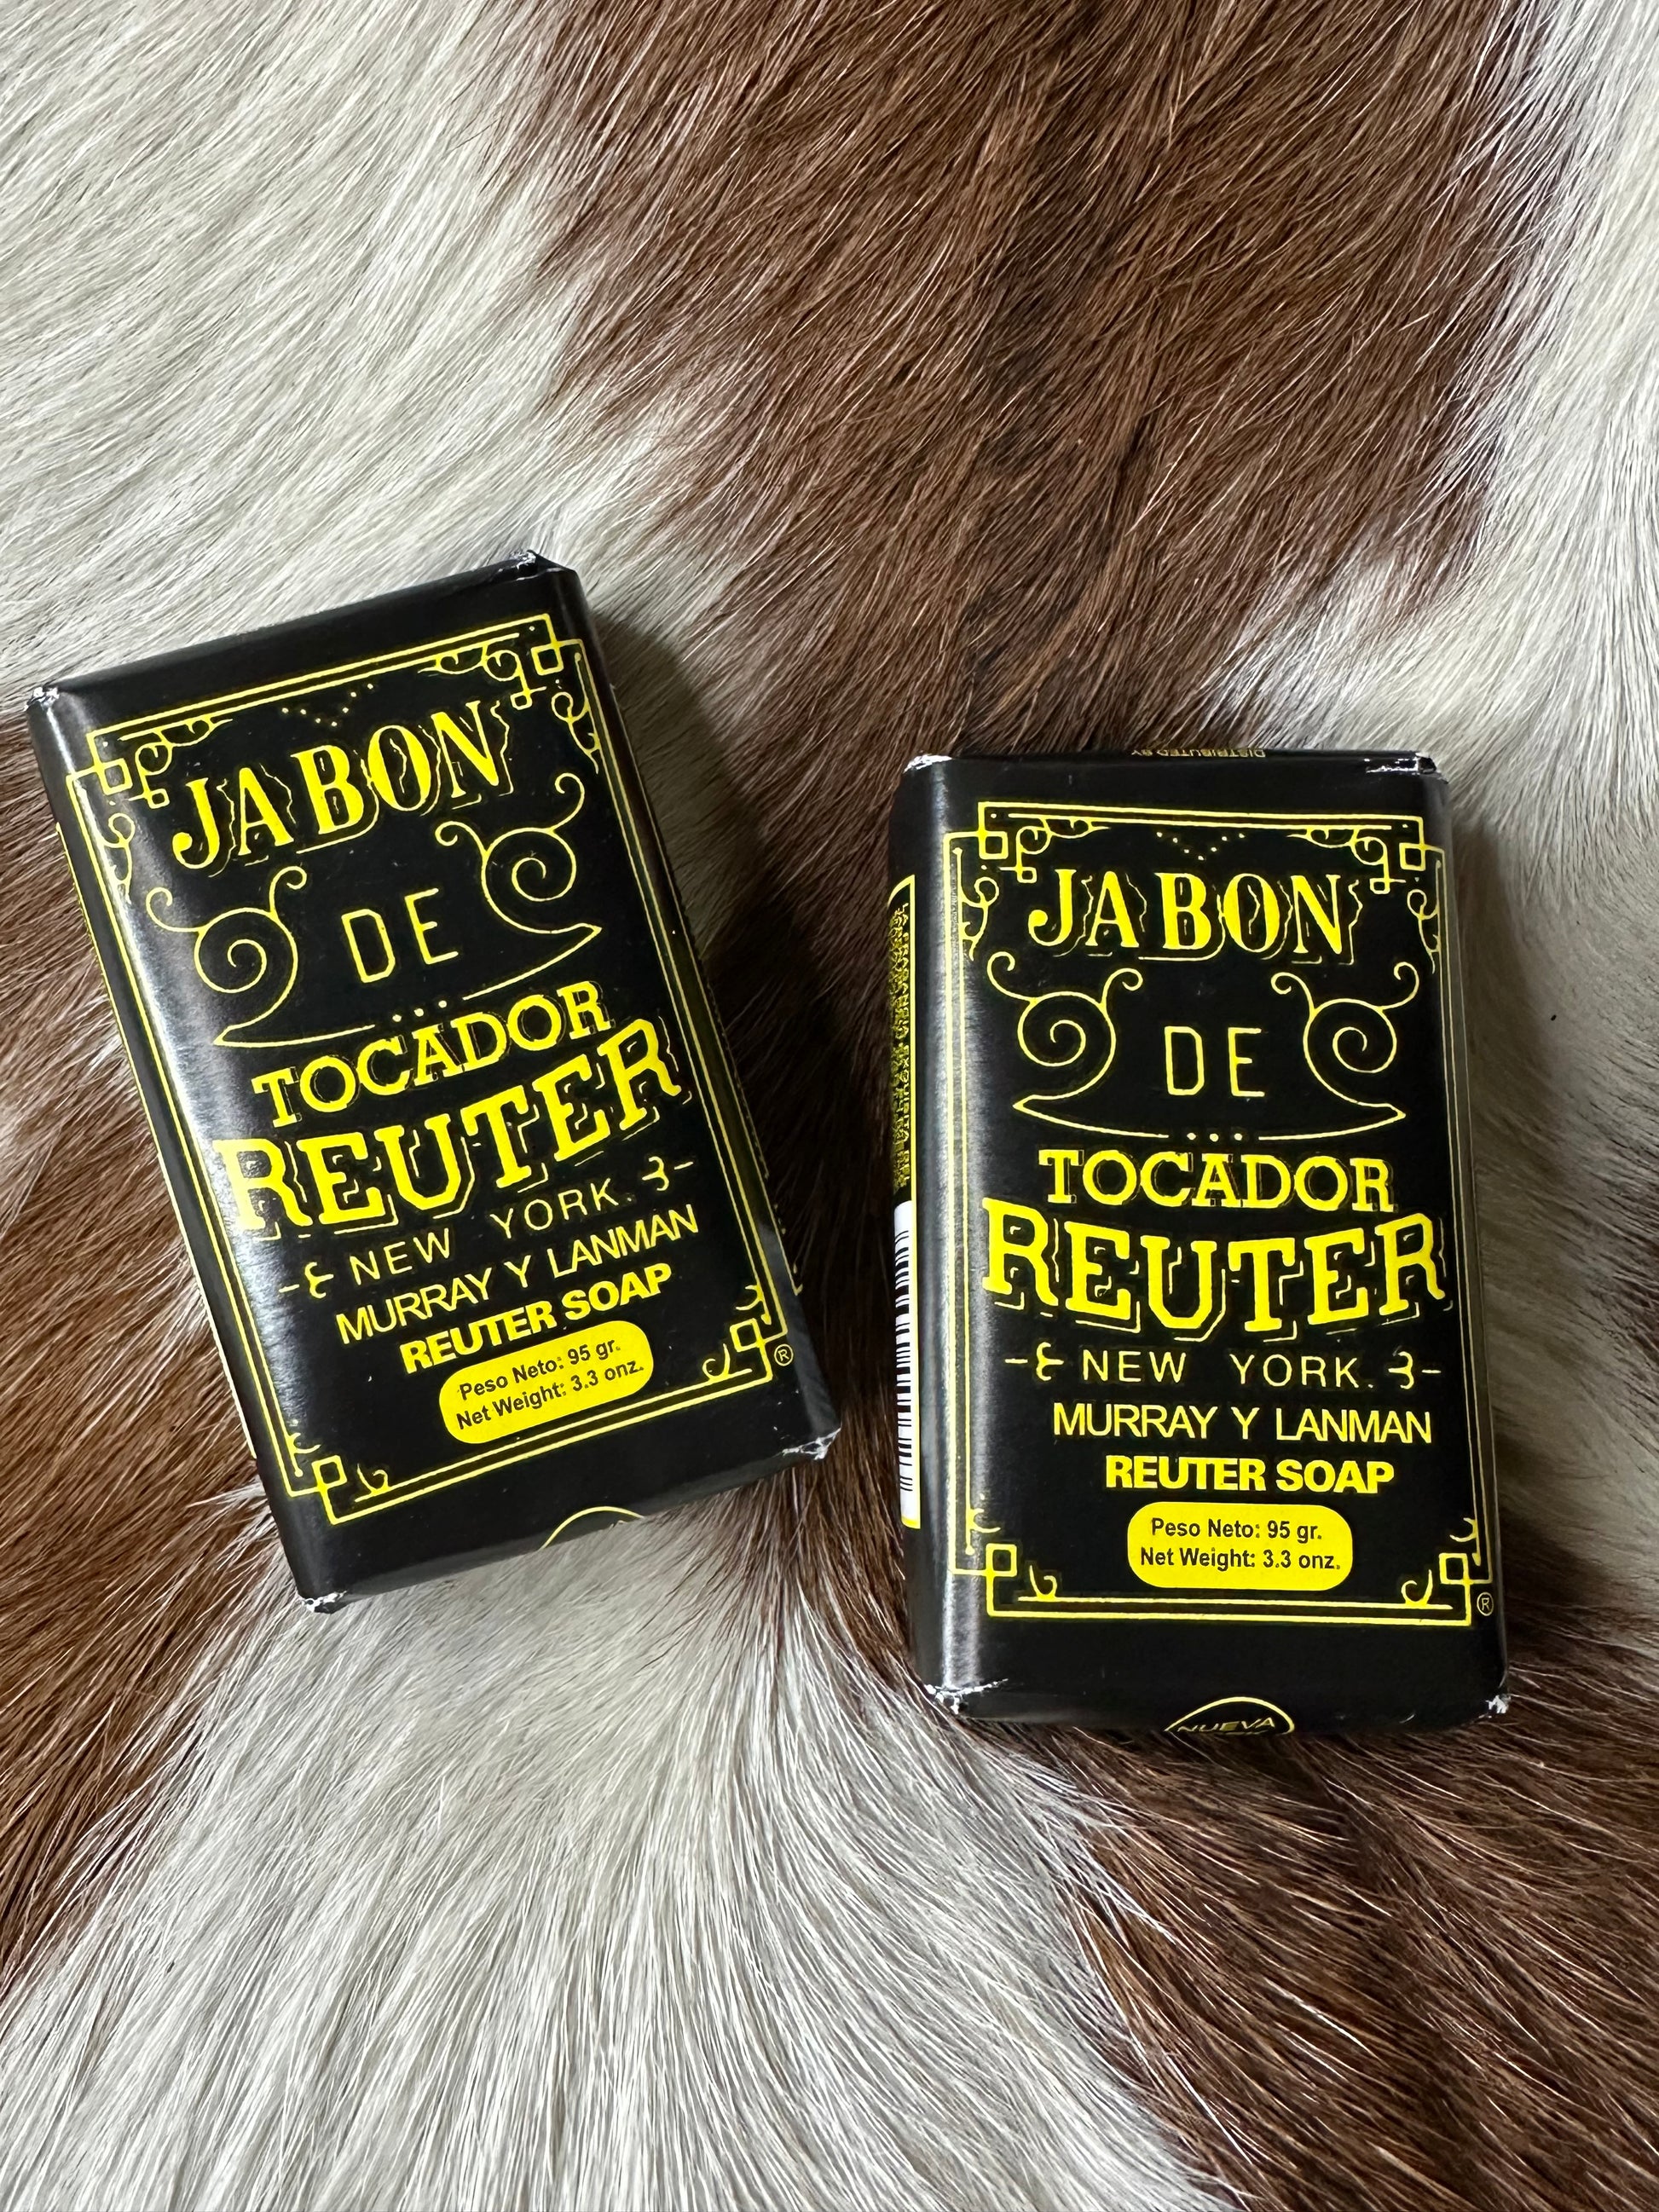 JABON
DE
TOCADOR
REUTER
NEW YORK.
MURRAY Y LANMAN
REUTER SOAP
Peso Neto: 95 gr.
Net Weight: 3.3 onz.
®
DISTRIBUTED BY
JABON
DE
TOCADOR
REUTER
NEW YORK.
MURRAY Y LANMAN
REUTER SOAP
Peso Neto: 95 gr.
Net Weight: 3.3 onz.
®
NUEVA